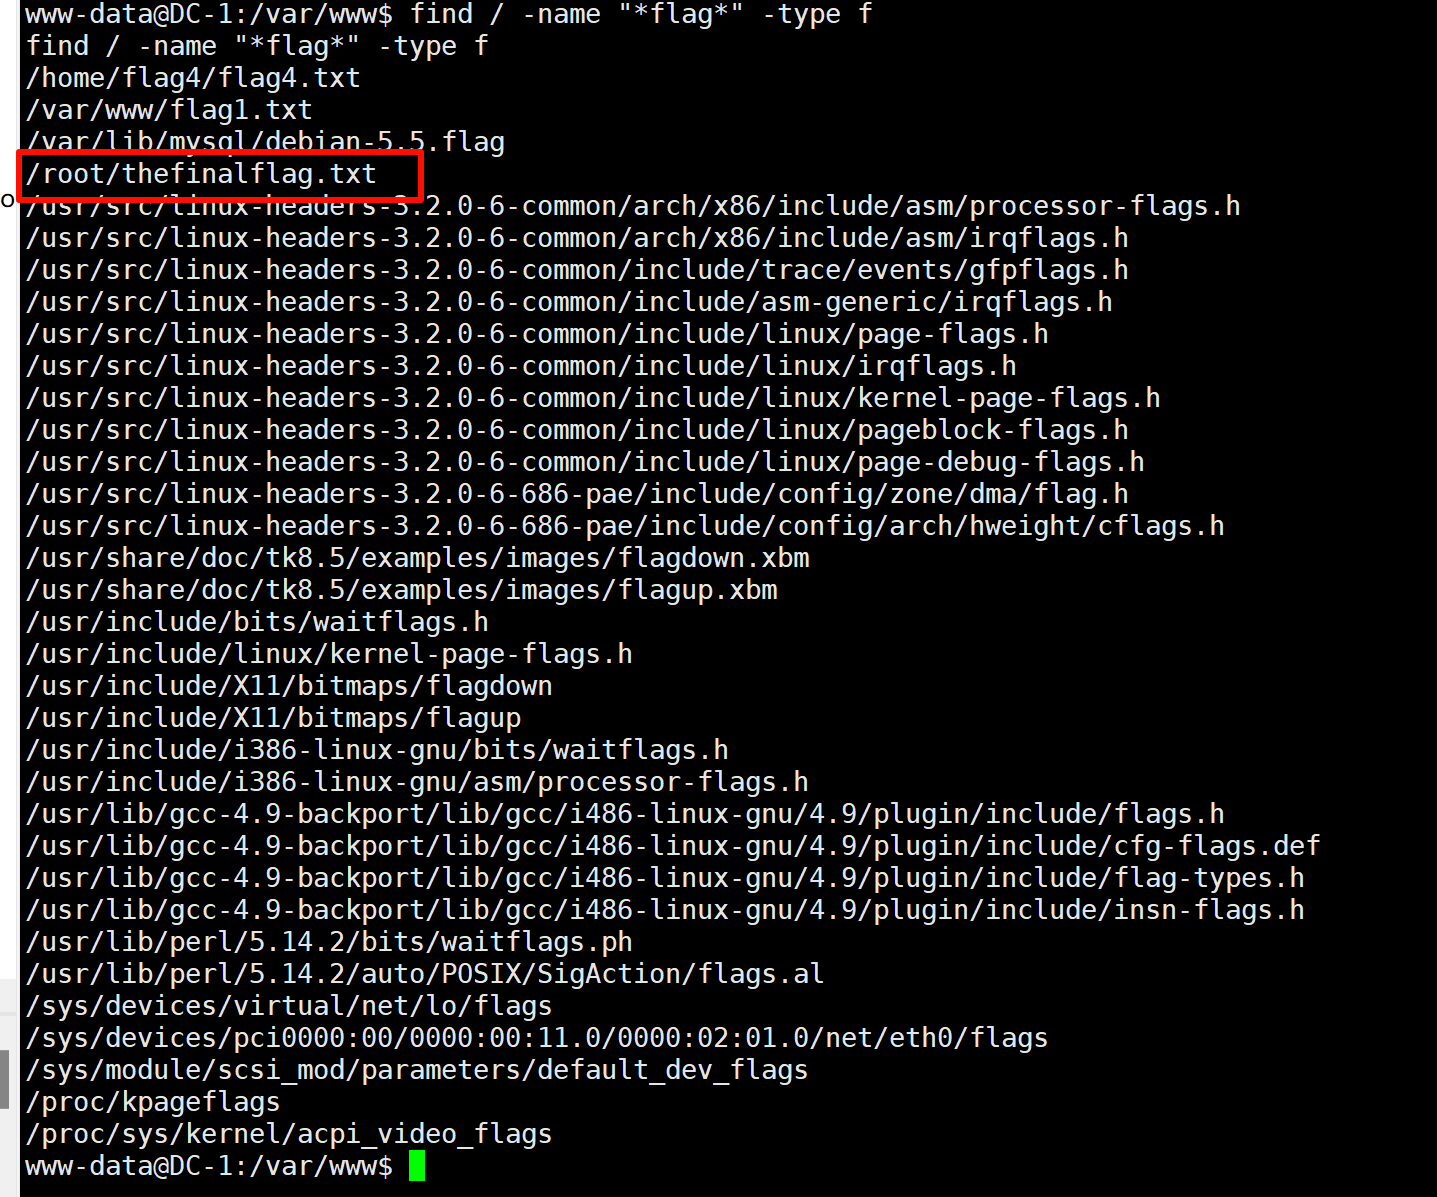 www-data@DC-1:/var/www$ find / -name "*flag*" -type f
find / -name "*flag*" -type f
/home/flag4/flag4.txt
/var/www/flag1.txt
/var/lib/mysql/debian-5.5.flag
/root/thefinalflag.txt
o
/usr/src/linux-headers-3.2.0-6-common/arch/x86/include/asm/processor-flags.h
/usr/src/linux-headers-3.2.0-6-common/arch/x86/include/asm/irqflags.h
/usr/src/linux-headers-3.2.0-6-common/include/trace/events/gfpflags.h
/usr/src/linux-headers-3.2.0-6-common/include/asm-generic/irqflags.h
/usr/src/linux-headers-3.2.0-6-common/include/linux/page-flags.h
/usr/src/linux-headers-3.2.0-6-common/include/linux/irqflags.h
/usr/src/linux-headers-3.2.0-6-common/include/linux/kernel-page-flags.h
/usr/src/linux-headers-3.2.0-6-common/include/linux/pageblock-flags.h
/usr/src/linux-headers-3.2.0-6-common/include/linux/page-debug-flags.h
/usr/src/linux-headers-3.2.0-6-686-pae/include/config/zone/dma/flag.h
/usr/src/linux-headers-3.2.0-6-686-pae/include/config/arch/hweight/cflags.h
/usr/share/doc/tk8.5/examples/images/flagdown.xbm
/usr/share/doc/tk8.5/examples/images/flagup.xbm
/usr/include/bits/waitflags.h
/usr/include/linux/kernel-page-flags.h
/usr/include/X11/bitmaps/flagdown
/usr/include/X11/bitmaps/flagup
/usr/include/i386-linux-gnu/bits/waitflags.h
/usr/include/i386-linux-gnu/asm/processor-flags.h
/usr/lib/gcc-4.9-backport/lib/gcc/i486-linux-gnu/4.9/plugin/include/flags.h
/usr/lib/gcc-4.9-backport/lib/gcc/i486-linux-gnu/4.9/plugin/include/cfg-flags.def
/usr/lib/gcc-4.9-backport/lib/gcc/i486-linux-gnu/4.9/plugin/include/flag-types.h
/usr/lib/gcc-4.9-backport/lib/gcc/i486-linux-gnu/4.9/plugin/include/insn-flags.h
/usr/lib/perl/5.14.2/bits/waitflags.ph
/usr/lib/perl/5.14.2/auto/POSIX/SigAction/flags.al
/sys/devices/virtual/net/lo/flags
/sys/devices/pci0000:00/0000:00:11.0/0000:02:01.0/net/eth0/flags
/sys/module/scsi_mod/parameters/default_dev_flags
/proc/kpageflags
/proc/sys/kernel/acpi_video_flags
www-data@DC-1:/var/www$